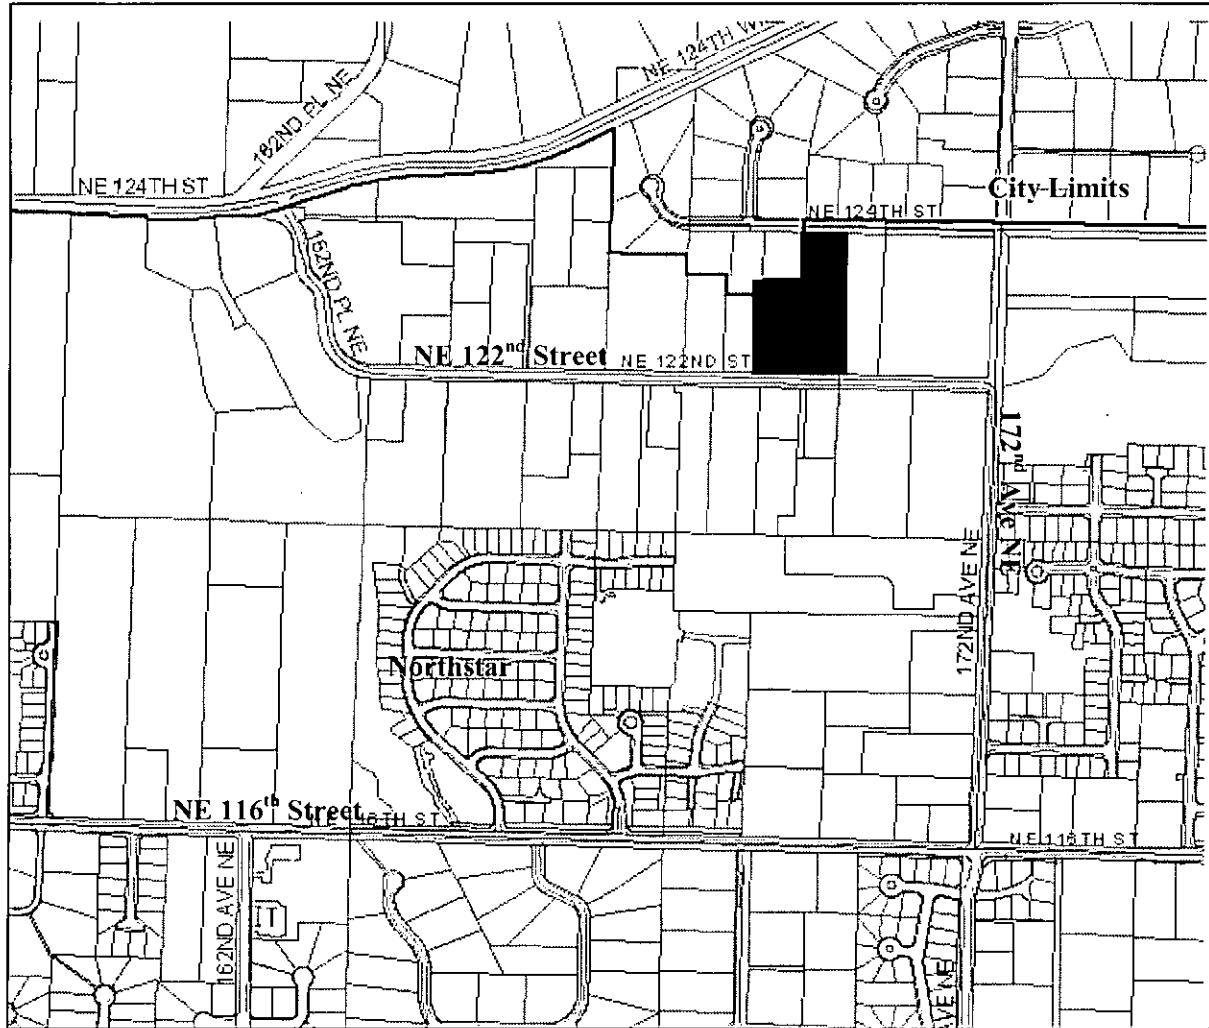 NE 124TH W
162ND PL NE
NE 124TH ST
City Limits
NE 124TH ST
162ND PL NE
NE 122nd Street
NE 122ND ST
172nd Ave NE
172ND AVE NE
Northstar
NE 116th Street
6TH ST
NE 116TH ST
162ND AVE NE
AVE NE